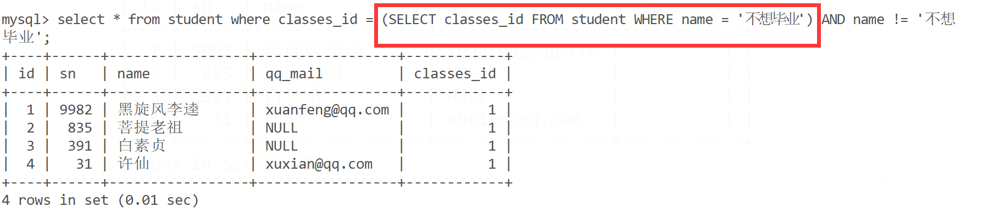 mysql> select * from student where classes_id = (SELECT classes_id FROM student WHERE name = '不想毕业') AND name != '不想
毕业';
+----+------+-----------------+-----------------+------------+
| id | sn   | name            | qq_mail         | classes_id |
+----+------+-----------------+-----------------+------------+
|  1 | 9982 | 黑旋风李逵      | xuanfeng@qq.com |          1 |
|  2 |  835 | 菩提老祖        | NULL            |          1 |
|  3 |  391 | 白素贞          | NULL            |          1 |
|  4 |   31 | 许仙            | xuxian@qq.com   |          1 |
+----+------+-----------------+-----------------+------------+
4 rows in set (0.01 sec)